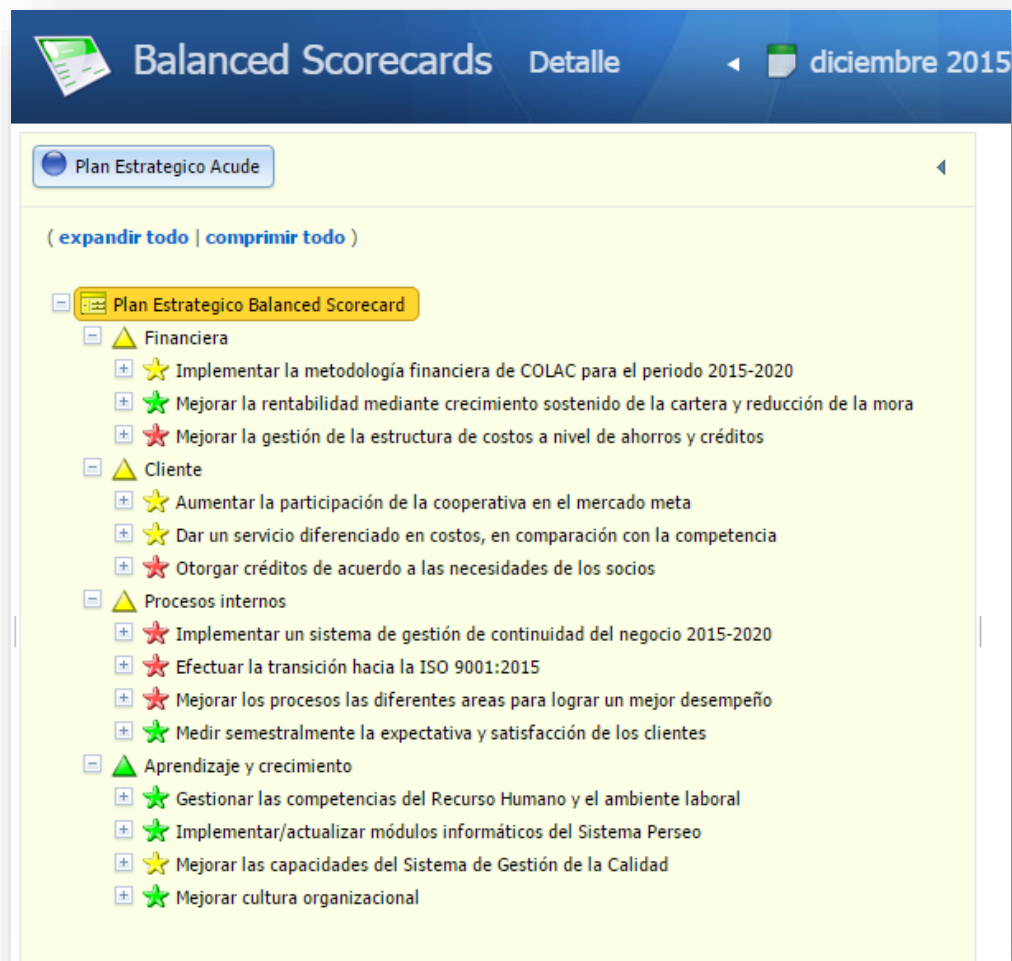 Balanced Scorecards Detalle diciembre 2015
Plan Estrategico Acude
( expandir todo | comprimir todo )
Plan Estrategico Balanced Scorecard
Financiera
Implementar la metodología financiera de COLAC para el periodo 2015-2020
Mejorar la rentabilidad mediante crecimiento sostenido de la cartera y reducción de la mora
Mejorar la gestión de la estructura de costos a nivel de ahorros y créditos
Cliente
Aumentar la participación de la cooperativa en el mercado meta
Dar un servicio diferenciado en costos, en comparación con la competencia
Otorgar créditos de acuerdo a las necesidades de los socios
Procesos internos
Implementar un sistema de gestión de continuidad del negocio 2015-2020
Efectuar la transición hacia la ISO 9001:2015
Mejorar los procesos las diferentes areas para lograr un mejor desempeño
Medir semestralmente la expectativa y satisfacción de los clientes
Aprendizaje y crecimiento
Gestionar las competencias del Recurso Humano y el ambiente laboral
Implementar/actualizar módulos informáticos del Sistema Perseo
Mejorar las capacidades del Sistema de Gestión de la Calidad
Mejorar cultura organizacional